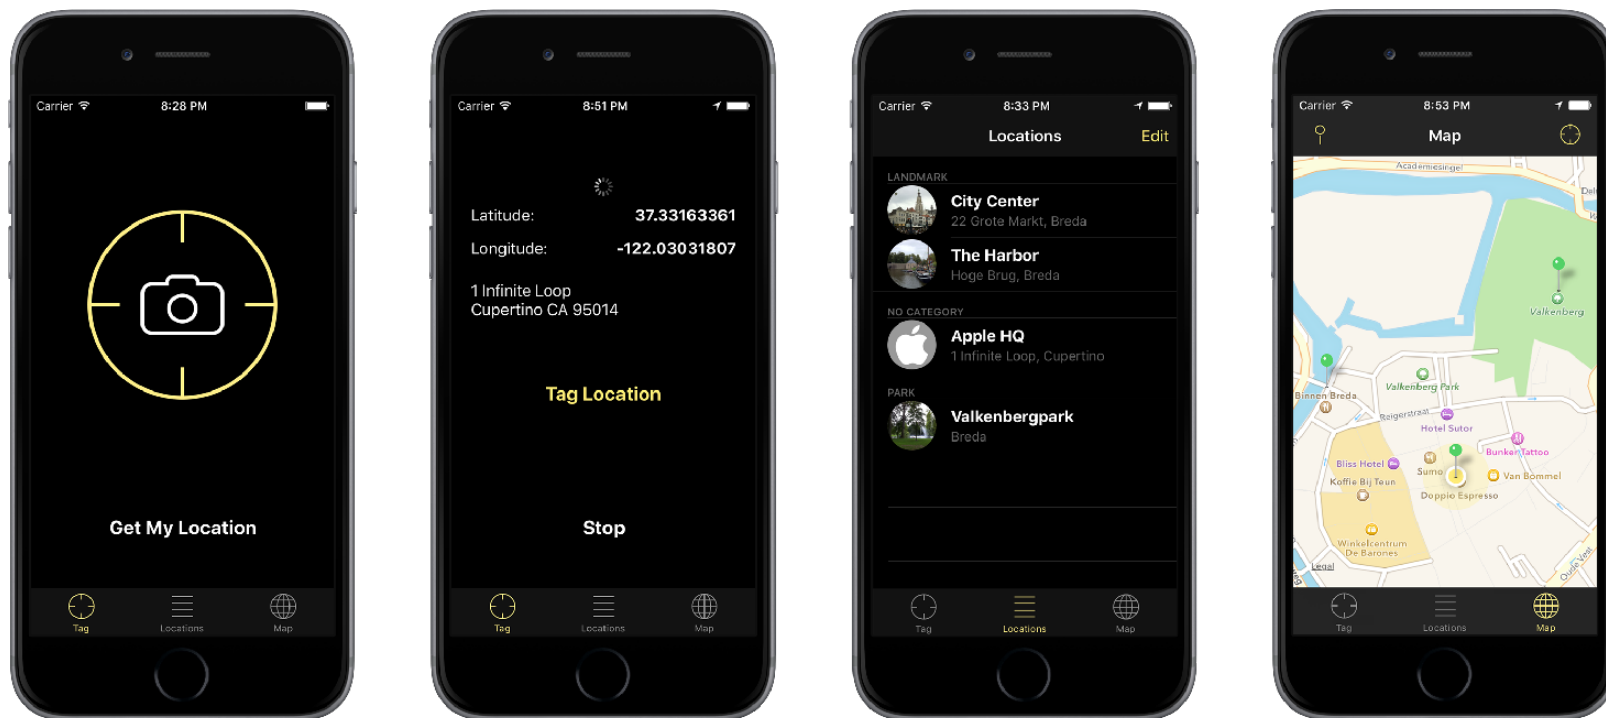 Carrier
8:28 PM
Get My Location
Tag
Locations
Map
Carrier
8:51 PM
Latitude:
37.33163361
Longitude:
-122.03031807
1 Infinite Loop
Cupertino CA 95014
Tag Location
Stop
Tag
Locations
Map
Carrier
8:33 PM
Locations
Edit
LANDMARK
City Center
22 Grote Markt, Breda
The Harbor
Hoge Brug, Breda
NO CATEGORY
Apple HQ
1 Infinite Loop, Cupertino
PARK
Valkenbergpark
Breda
Tag
Locations
Map
Carrier
8:53 PM
Map
Academiesingel
Valkenberg
Valkenberg Park
Binnen Breda
Reigerstraat
Hotel Sutor
Bunker Tattoo
Bliss Hotel
Sumo
Van Bommel
Koffie Bij Teun
Doppio Espresso
Winkelcentrum
De Barones
Legal
Oude Vest
Tag
Locations
Map